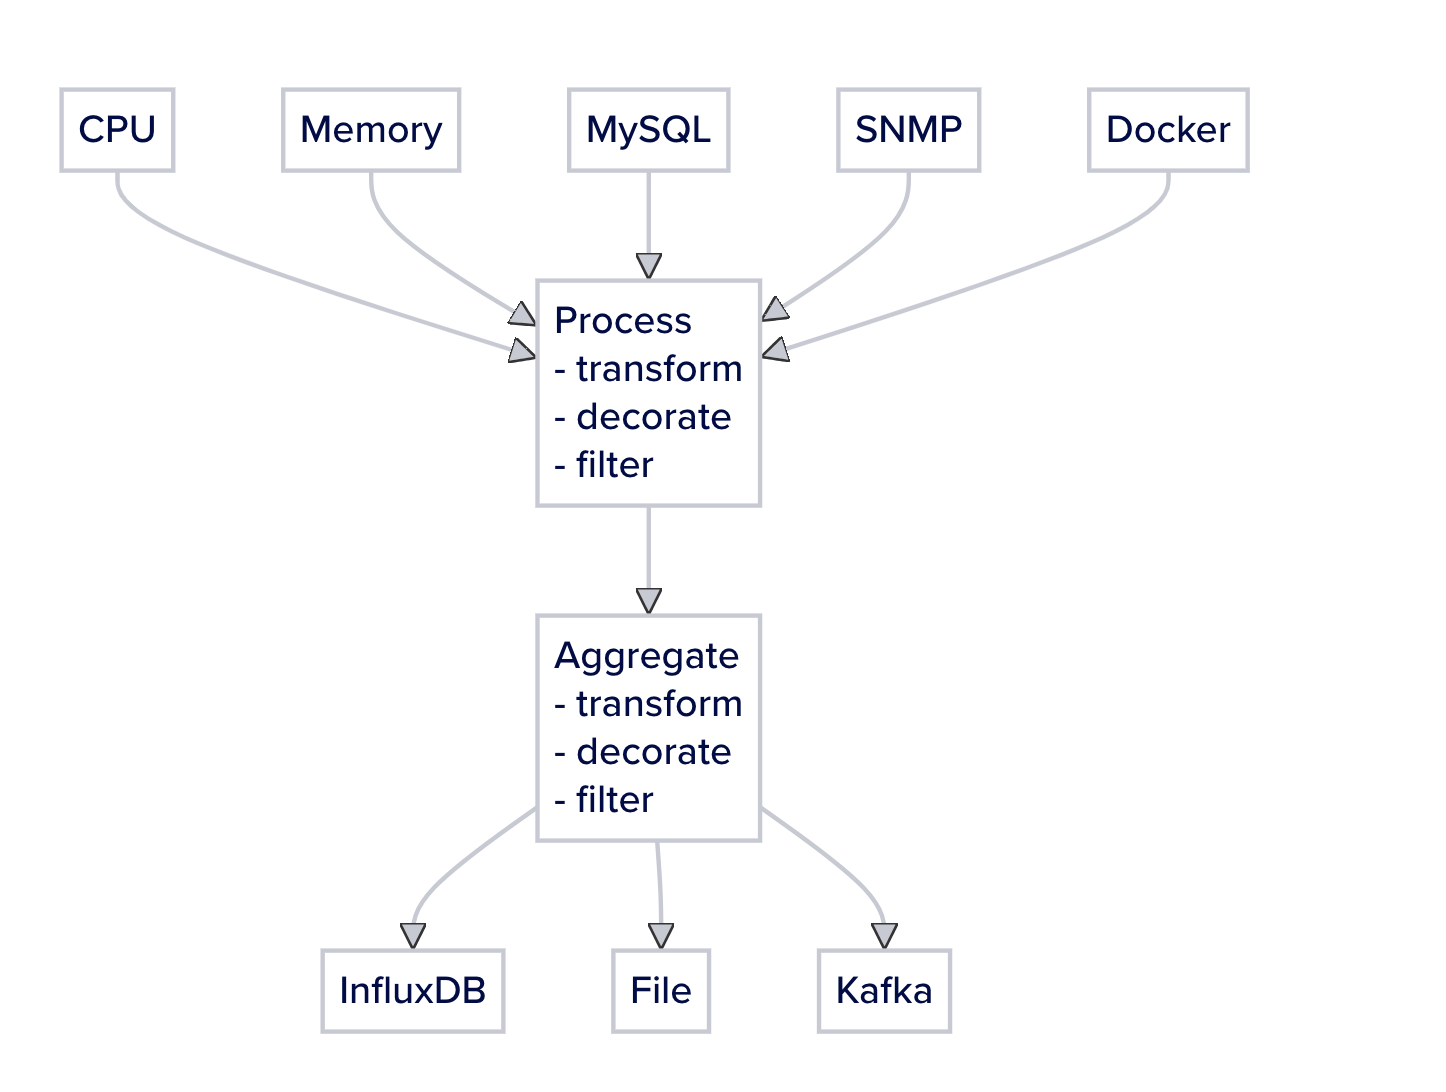 CPU
Memory
MySQL
SNMP
Docker
Process
- transform
- decorate
- filter
Aggregate
- transform
- decorate
- filter
InfluxDB
File
Kafka